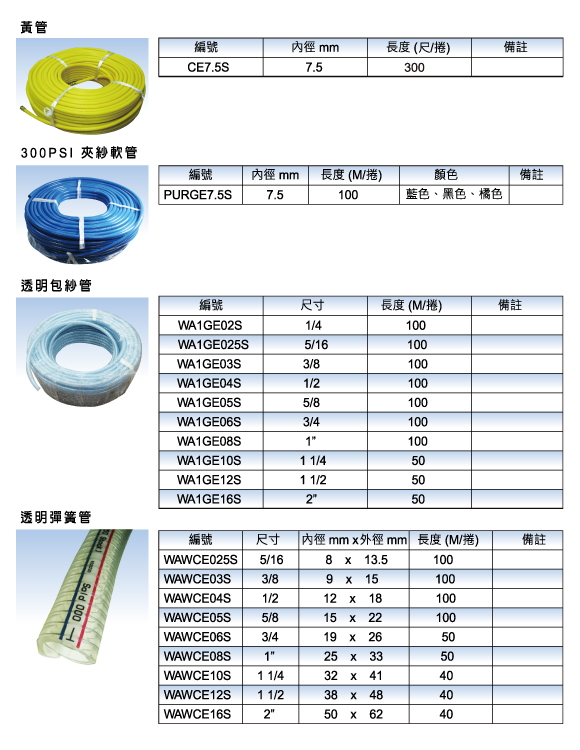 黃管
編號 內徑 mm 長度 (尺/捲) 備註
CE7.5S 7.5 300
300PSI 夾紗軟管
編號 內徑 mm 長度 (M/捲) 顏色 備註
PURGE7.5S 7.5 100 藍色、黑色、橘色
透明包紗管
編號 尺寸 長度 (M/捲) 備註
WA1GE02S 1/4 100
WA1GE025S 5/16 100
WA1GE03S 3/8 100
WA1GE04S 1/2 100
WA1GE05S 5/8 100
WA1GE06S 3/4 100
WA1GE08S 1" 100
WA1GE10S 1 1/4 50
WA1GE12S 1 1/2 50
WA1GE16S 2" 50
透明彈簧管
編號 尺寸 內徑 mm x外徑 mm 長度 (M/捲) 備註
WAWCE025S 5/16 8 x 13.5 100
WAWCE03S 3/8 9 x 15 100
WAWCE04S 1/2 12 x 18 100
WAWCE05S 5/8 15 x 22 100
WAWCE06S 3/4 19 x 26 50
WAWCE08S 1" 25 x 33 50
WAWCE10S 1 1/4 32 x 41 40
WAWCE12S 1 1/2 38 x 48 40
WAWCE16S 2" 50 x 62 40